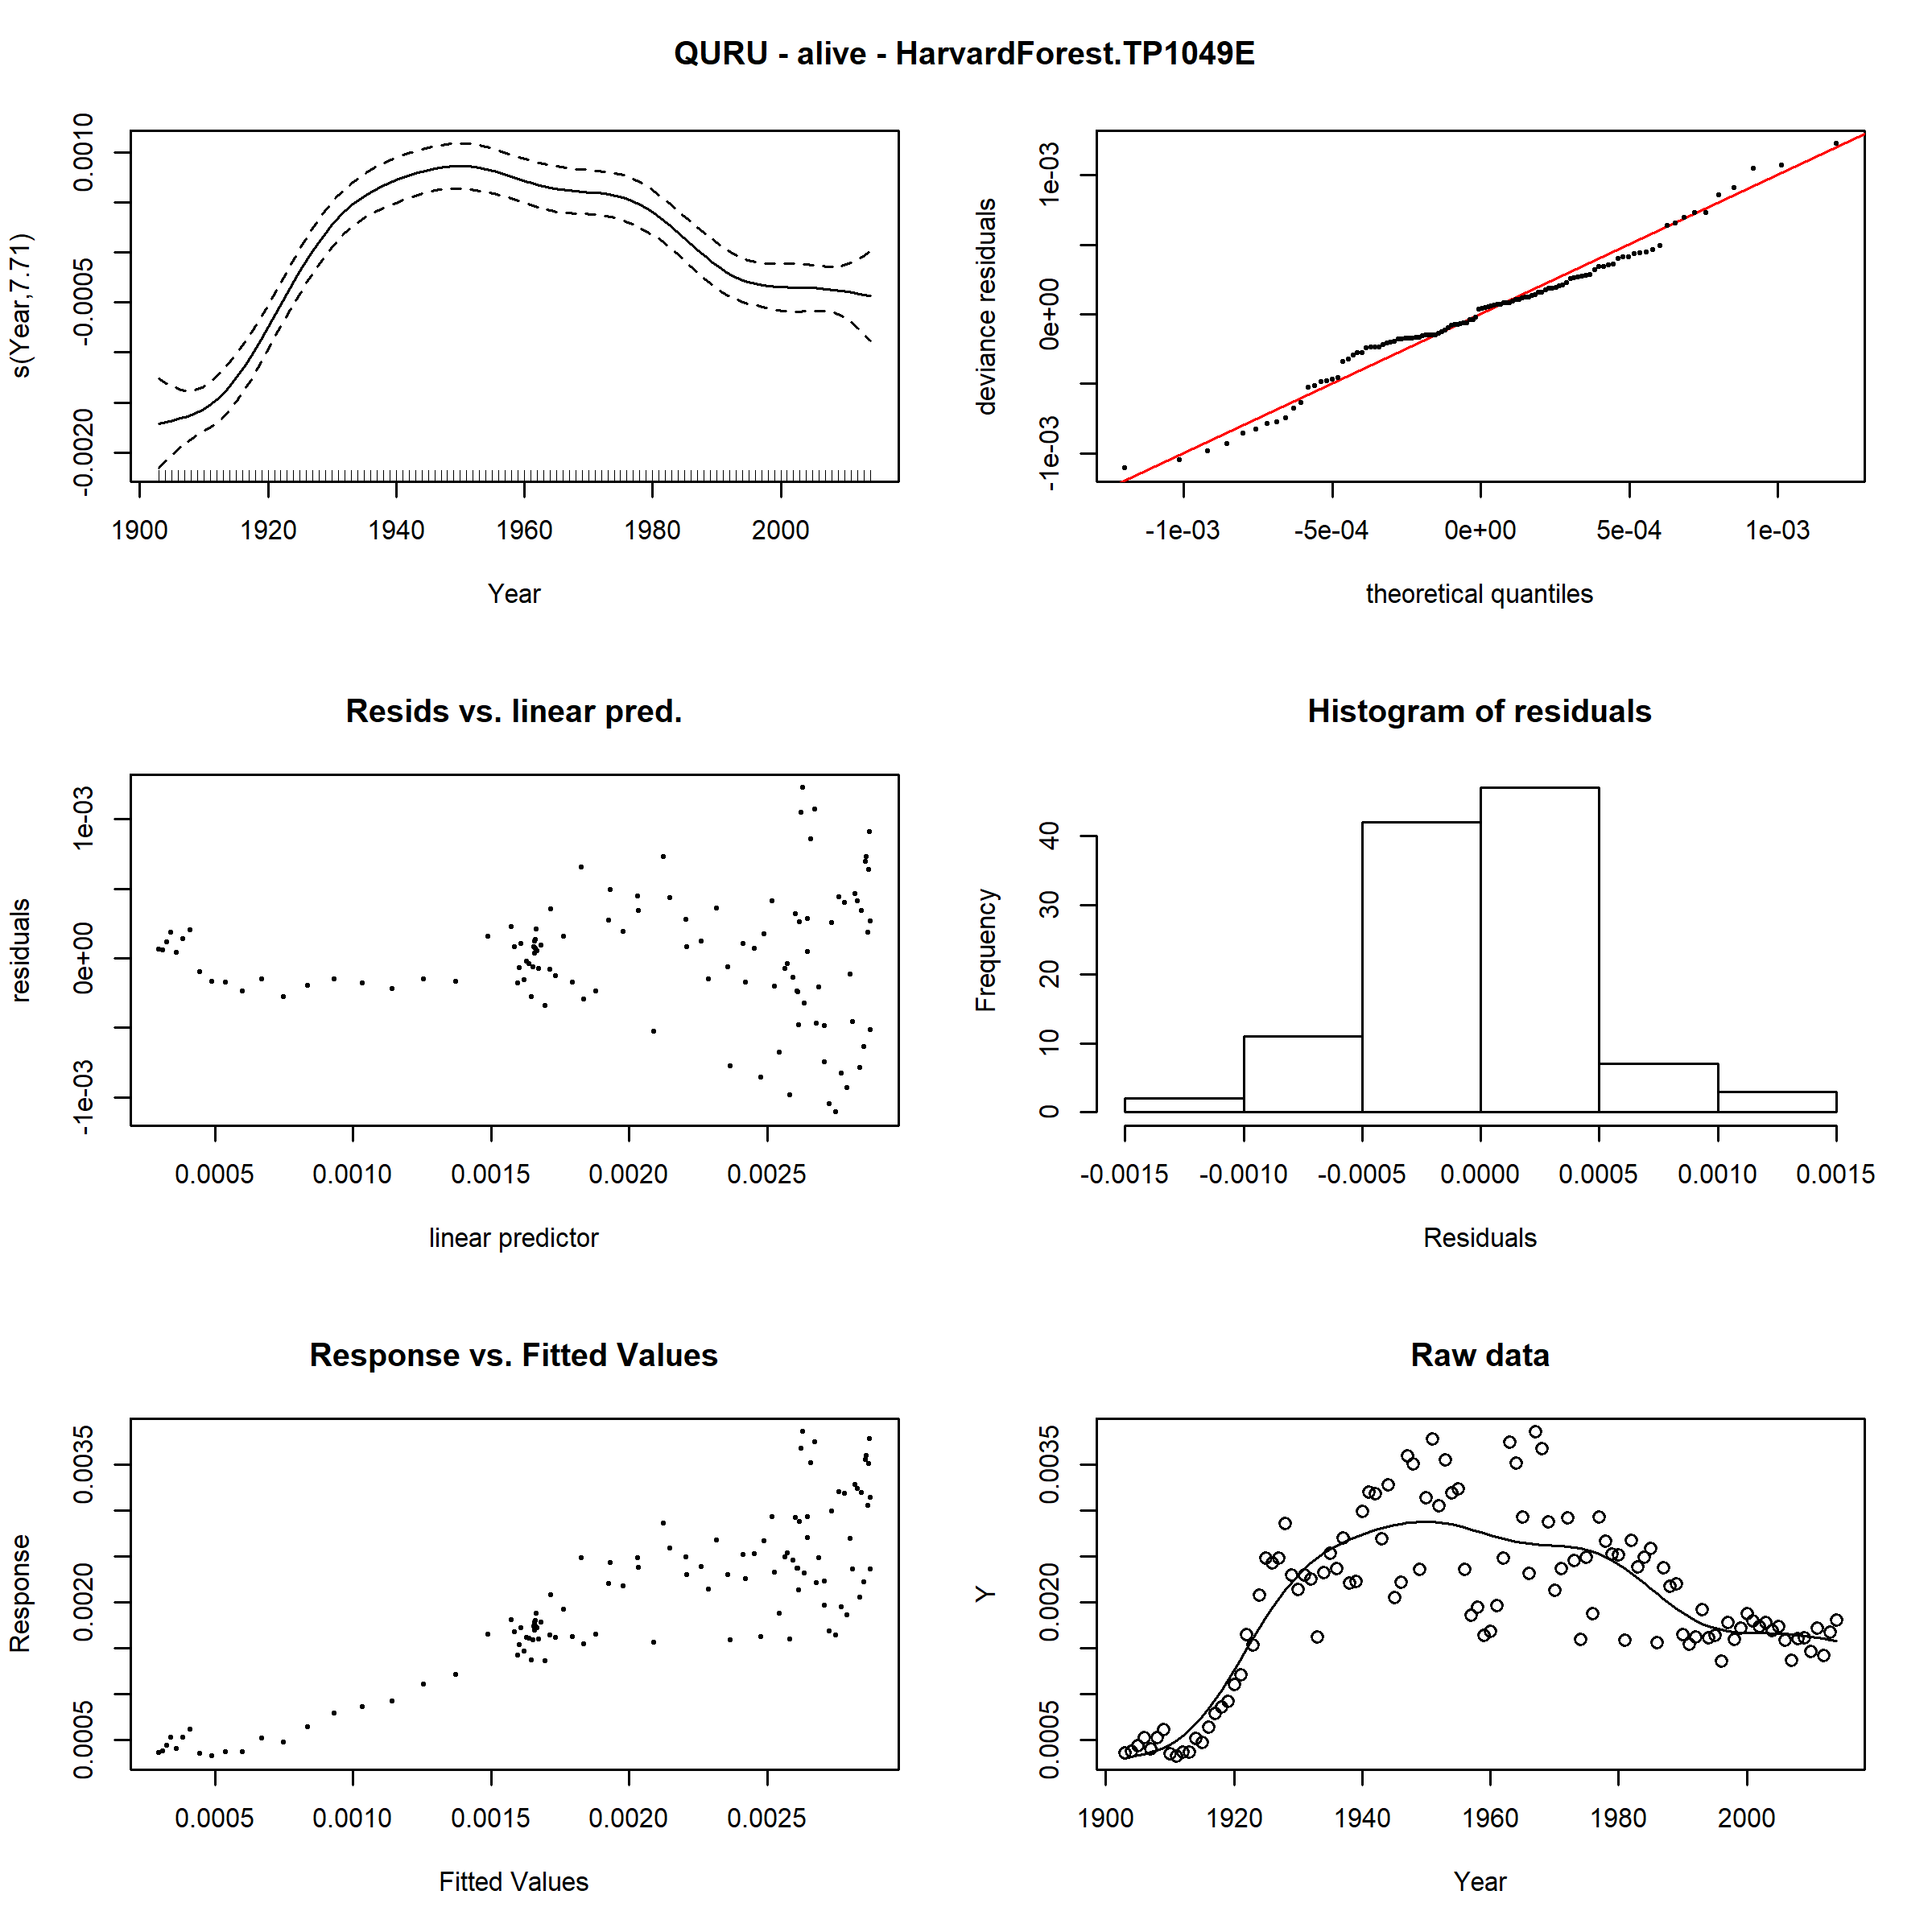 QURU - alive - HarvardForest.TP1049E
s(Year,7.71)
0.0010
-0.0005
-0.0020
1900 1920 1940 1960 1980 2000
Year
deviance residuals
1e-03
0e+00
-1e-03
-1e-03 -5e-04 0e+00 5e-04 1e-03
theoretical quantiles
Resids vs. linear pred.
residuals
1e-03
0e+00
-1e-03
0.0005 0.0010 0.0015 0.0020 0.0025
linear predictor
Histogram of residuals
Frequency
40
30
20
10
0
-0.0015 -0.0010 -0.0005 0.0000 0.0005 0.0010 0.0015
Residuals
Response vs. Fitted Values
Response
0.0035
0.0020
0.0005
0.0005 0.0010 0.0015 0.0020 0.0025
Fitted Values
Raw data
Y
0.0035
0.0020
0.0005
1900 1920 1940 1960 1980 2000
Year